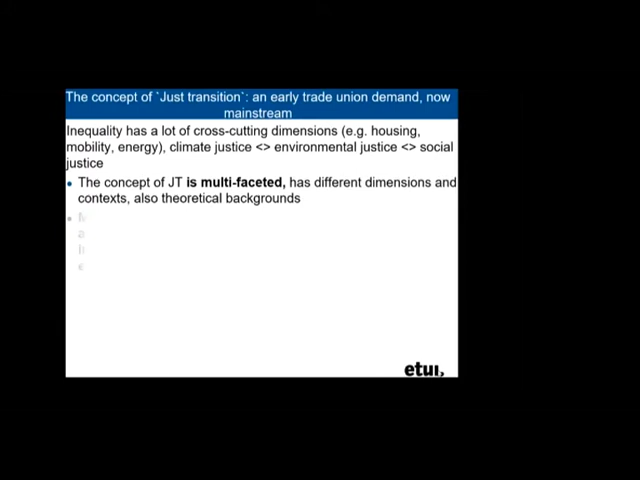 The concept of `Just transition`: an early trade union demand, now
mainstream
Inequality has a lot of cross-cutting dimensions (e.g. housing,
mobility, energy), climate justice <> environmental justice <> social
justice
• The concept of JT is multi-faceted, has different dimensions and
contexts, also theoretical backgrounds
etui.